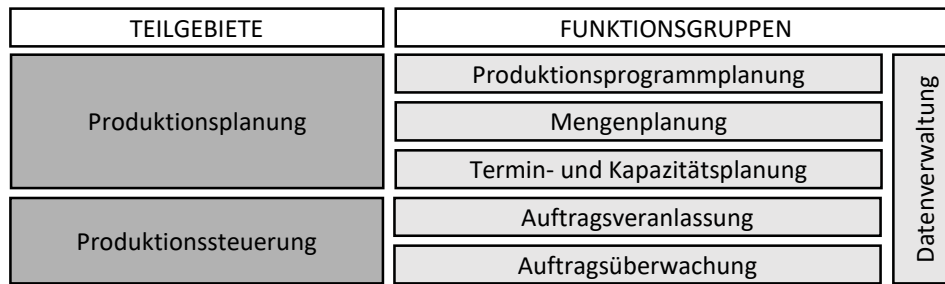 TEILGEBIETE
FUNKTIONSGRUPPEN
Produktionsplanung
Produktionsprogrammplanung
Mengenplanung
Termin- und Kapazitätsplanung
Produktionssteuerung
Auftragsveranlassung
Auftragsüberwachung
Datenverwaltung